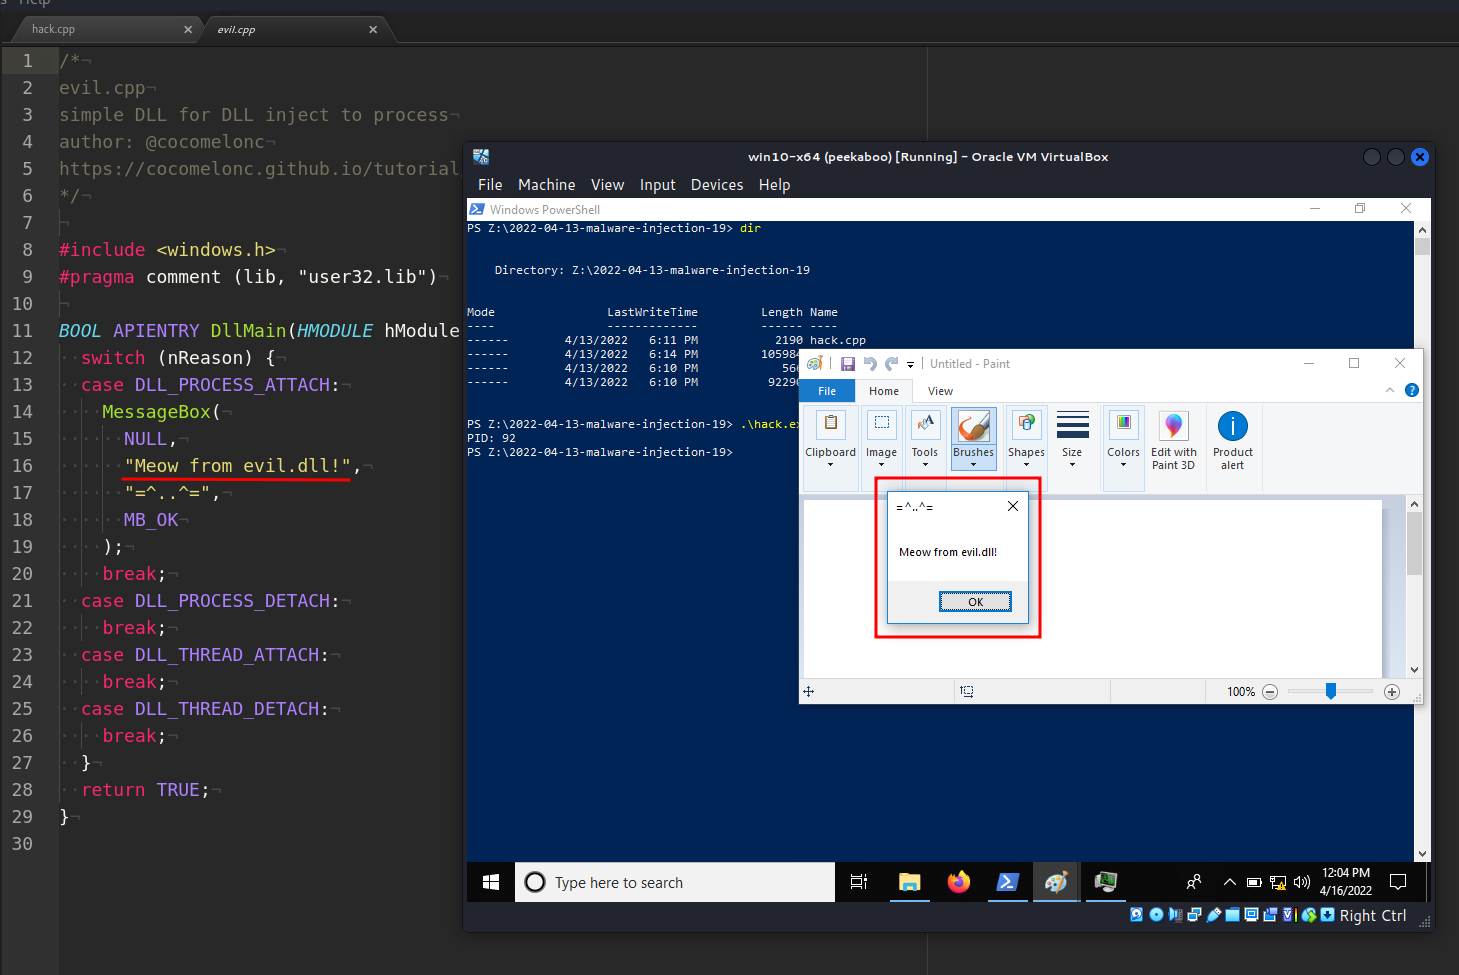 s Help
hack.cpp
evil.cpp
1 /*
2 evil.cpp
3 simple DLL for DLL inject to process
4 author: @cocomelonc
5 https://cocomelonc.github.io/tutorial/
6 */
7
8 #include <windows.h>
9 #pragma comment (lib, "user32.lib")
10
11 BOOL APIENTRY DllMain(HMODULE hModule
12 switch (nReason) {
13 case DLL_PROCESS_ATTACH:
14 MessageBox(
15 NULL,
16 "Meow from evil.dll!",
17 "=^..^=",
18 MB_OK
19 );
20 break;
21 case DLL_PROCESS_DETACH:
22 break;
23 case DLL_THREAD_ATTACH:
24 break;
25 case DLL_THREAD_DETACH:
26 break;
27 }
28 return TRUE;
29 }
30
win10-x64 (peekaboo) [Running] - Oracle VM VirtualBox
File Machine View Input Devices Help
Windows PowerShell
PS Z:\2022-04-13-malware-injection-19> dir
Directory: Z:\2022-04-13-malware-injection-19
Mode LastWriteTime Length Name
---- ------------- ------ ----
------ 4/13/2022 6:11 PM 2190 hack.cpp
------ 4/13/2022 6:14 PM 105984
------ 4/13/2022 6:10 PM 566
------ 4/13/2022 6:10 PM 92290
PS Z:\2022-04-13-malware-injection-19> .\hack.ex
PID: 92
PS Z:\2022-04-13-malware-injection-19>
Untitled - Paint
File Home View
Clipboard Image Tools Brushes Shapes Size Colors Edit with Paint 3D Product alert
=^..^=
Meow from evil.dll!
OK
100%
Type here to search
12:04 PM
4/16/2022
Right Ctrl